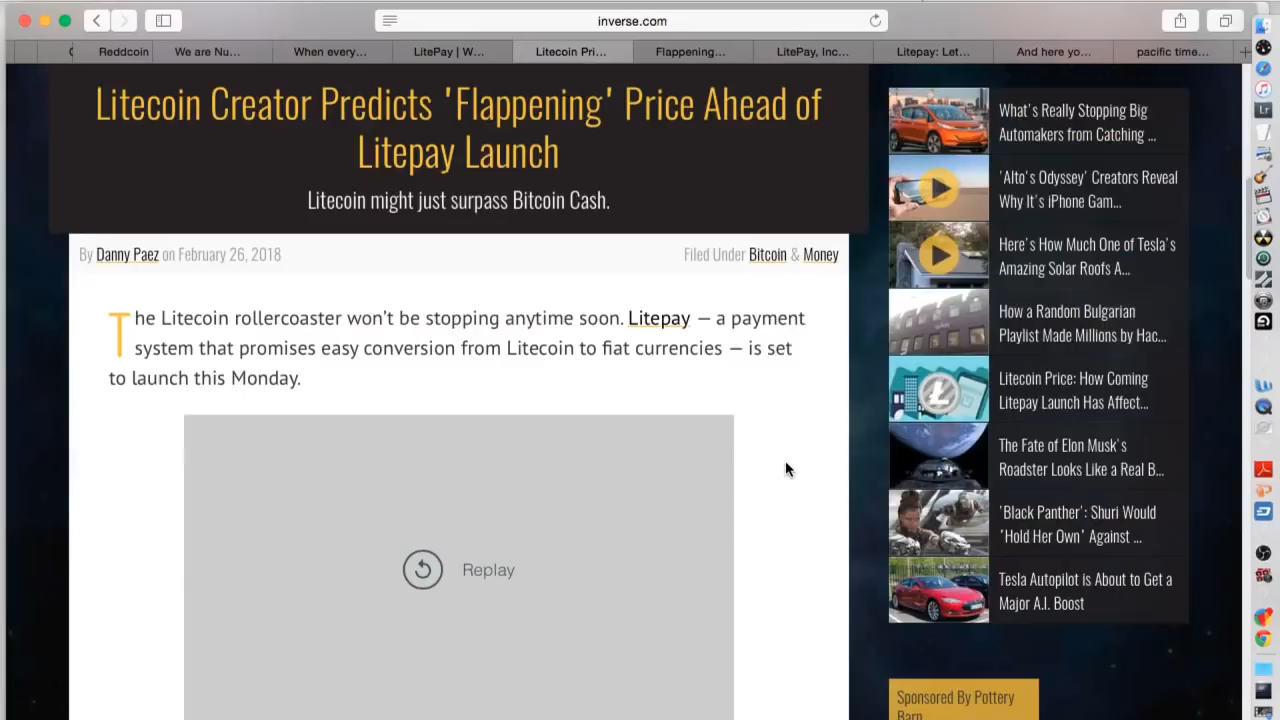 inverse.com
Reddcoin
We are Nu...
When every...
LitePay | W...
Litecoin Pri...
Flappening...
LitePay, Inc...
Litepay: Let...
And here yo...
pacific time...
Litecoin Creator Predicts 'Flappening' Price Ahead of
Litepay Launch
Litecoin might just surpass Bitcoin Cash.
By Danny Paez on February 26, 2018
Filed Under Bitcoin & Money
The Litecoin rollercoaster won't be stopping anytime soon. Litepay — a payment
system that promises easy conversion from Litecoin to fiat currencies — is set
to launch this Monday.
Replay
What's Really Stopping Big
Automakers from Catching ...
'Alto's Odyssey' Creators Reveal
Why It's iPhone Gam...
Here's How Much One of Tesla's
Amazing Solar Roofs A...
How a Random Bulgarian
Playlist Made Millions by Hac...
Litecoin Price: How Coming
Litepay Launch Has Affect...
The Fate of Elon Musk's
Roadster Looks Like a Real B...
'Black Panther': Shuri Would
'Hold Her Own' Against ...
Tesla Autopilot is About to Get a
Major A.I. Boost
Sponsored By Pottery
Barn
Lr